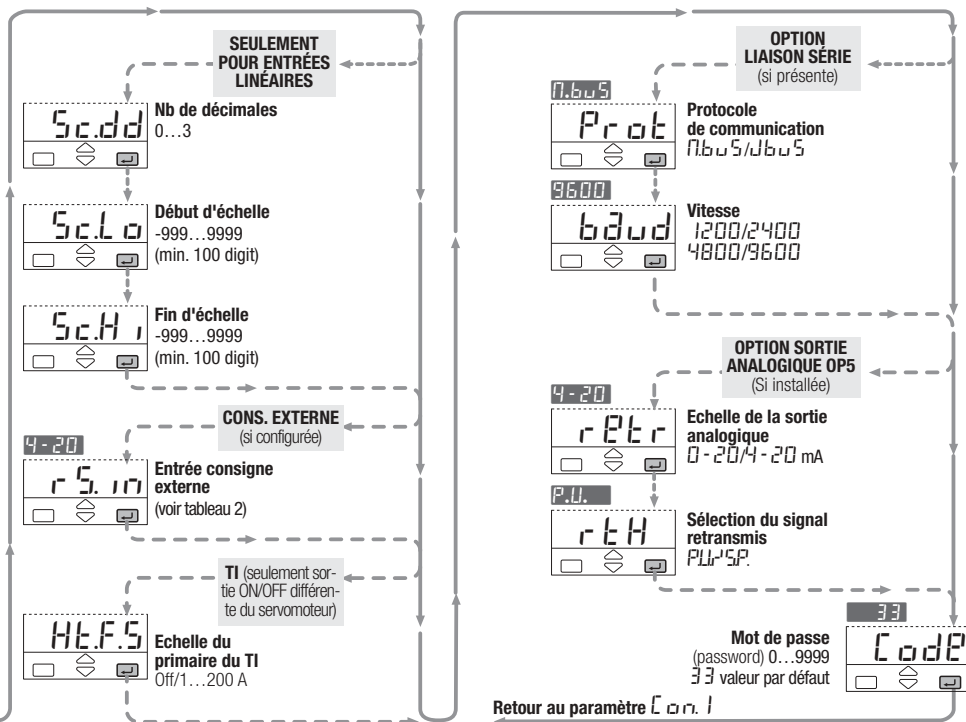 SEULEMENT
POUR ENTRÉES
LINÉAIRES
Sc.dd
Nb de décimales
0…3
Sc.Lo
Début d'échelle
-999…9999
(min. 100 digit)
Sc.Hi
Fin d'échelle
-999…9999
(min. 100 digit)
CONS. EXTERNE
(si configurée)
4-20
rS.in
Entrée consigne
externe
(voir tableau 2)
TI (seulement sor-
tie ON/OFF différen-
te du servomoteur)
Ht.F.S
Echelle du
primaire du TI
Off/1…200 A
OPTION
LIAISON SÉRIE
(si présente)
M.buS
Prot
Protocole
de communication
M.buS/JbuS
9600
baud
Vitesse
1200/2400
4800/9600
OPTION SORTIE
ANALOGIQUE OP5
(Si installée)
4-20
rEtr
Echelle de la sortie
analogique
0-20/4-20 mA
P.U.
rtH
Sélection du signal
retransmis
P.U./SP.
33
Mot de passe
(password) 0…9999
33 valeur par défaut
CodE
Retour au paramètre Con.1